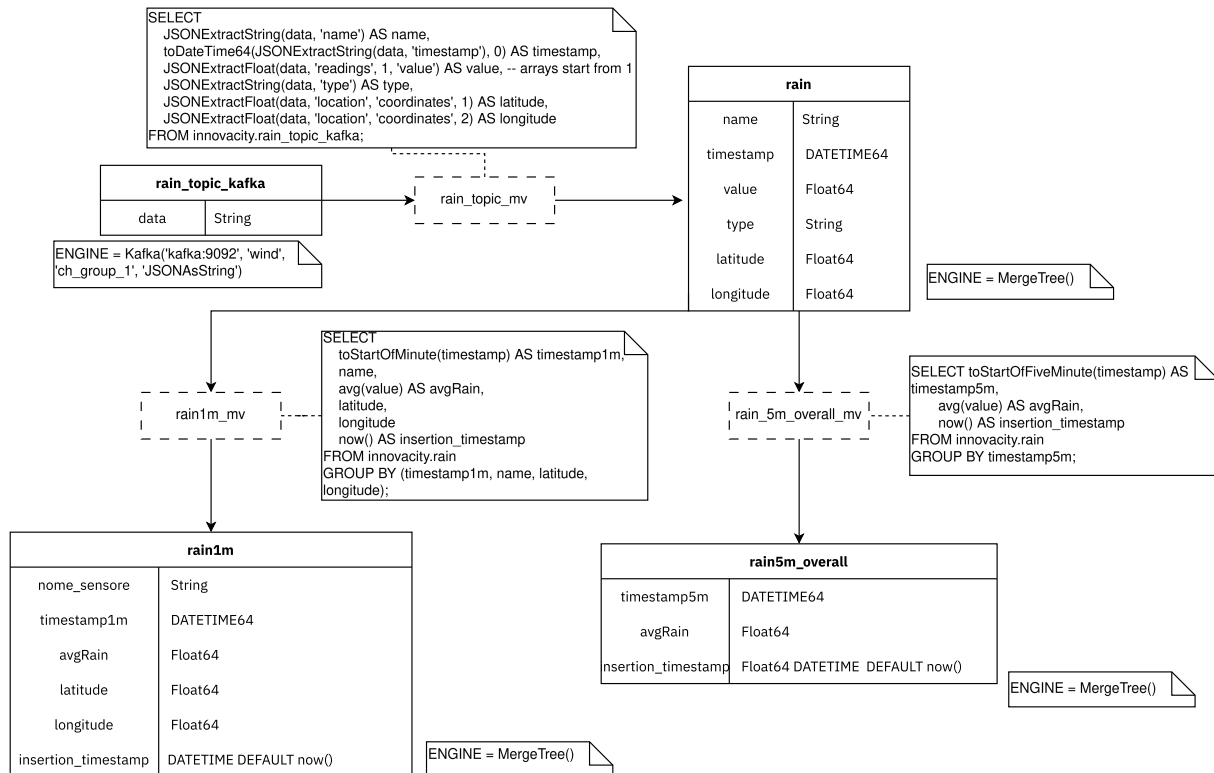 SELECT
JSONExtractString(data, 'name') AS name,
toDateTime64(JSONExtractString(data, 'timestamp'), 0) AS timestamp,
JSONExtractFloat(data, 'readings', 1, 'value') AS value, -- arrays start from 1
JSONExtractString(data, 'type') AS type,
JSONExtractFloat(data, 'location', 'coordinates', 1) AS latitude,
JSONExtractFloat(data, 'location', 'coordinates', 2) AS longitude
FROM innovacity.rain_topic_kafka;
rain_topic_kafka
data String
ENGINE = Kafka('kafka:9092', 'wind',
'ch_group_1', 'JSONAsString')
rain_topic_mv
rain
name String
timestamp DATETIME64
value Float64
type String
latitude Float64
longitude Float64
ENGINE = MergeTree()
rain1m_mv
SELECT
toStartOfMinute(timestamp) AS timestamp1m,
name,
avg(value) AS avgRain,
latitude,
longitude
now() AS insertion_timestamp
FROM innovacity.rain
GROUP BY (timestamp1m, name, latitude,
longitude);
rain_5m_overall_mv
SELECT toStartOfFiveMinute(timestamp) AS
timestamp5m,
avg(value) AS avgRain,
now() AS insertion_timestamp
FROM innovacity.rain
GROUP BY timestamp5m;
rain1m
nome_sensore String
timestamp1m DATETIME64
avgRain Float64
latitude Float64
longitude Float64
insertion_timestamp DATETIME DEFAULT now()
ENGINE = MergeTree()
rain5m_overall
timestamp5m DATETIME64
avgRain Float64
insertion_timestamp Float64 DATETIME DEFAULT now()
ENGINE = MergeTree()